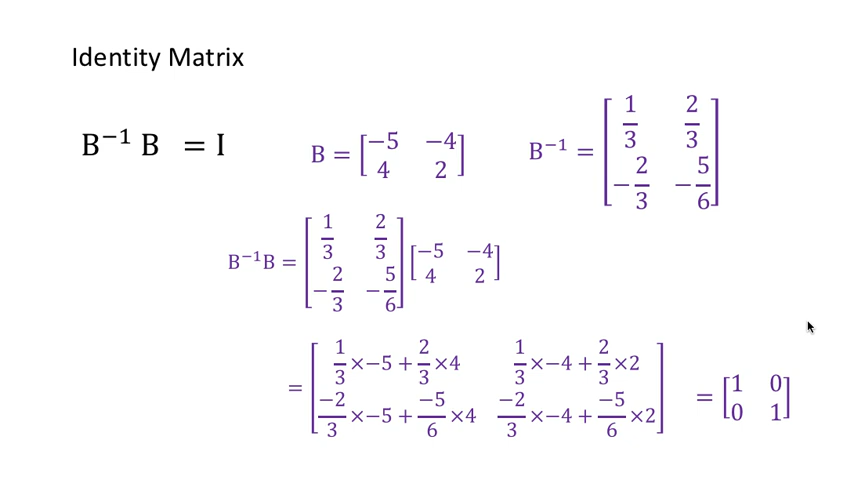 Identity Matrix
B⁻¹ B = I
B = [−5 −4; 4 2]
B⁻¹ = [1/3 2/3; −2/3 −5/6]
B⁻¹B = [1/3 2/3; −2/3 −5/6] [−5 −4; 4 2]
= [1/3 ×−5 + 2/3 ×4 1/3 ×−4 + 2/3 ×2; −2/3 ×−5 + −5/6 ×4 −2/3 ×−4 + −5/6 ×2] = [1 0; 0 1]